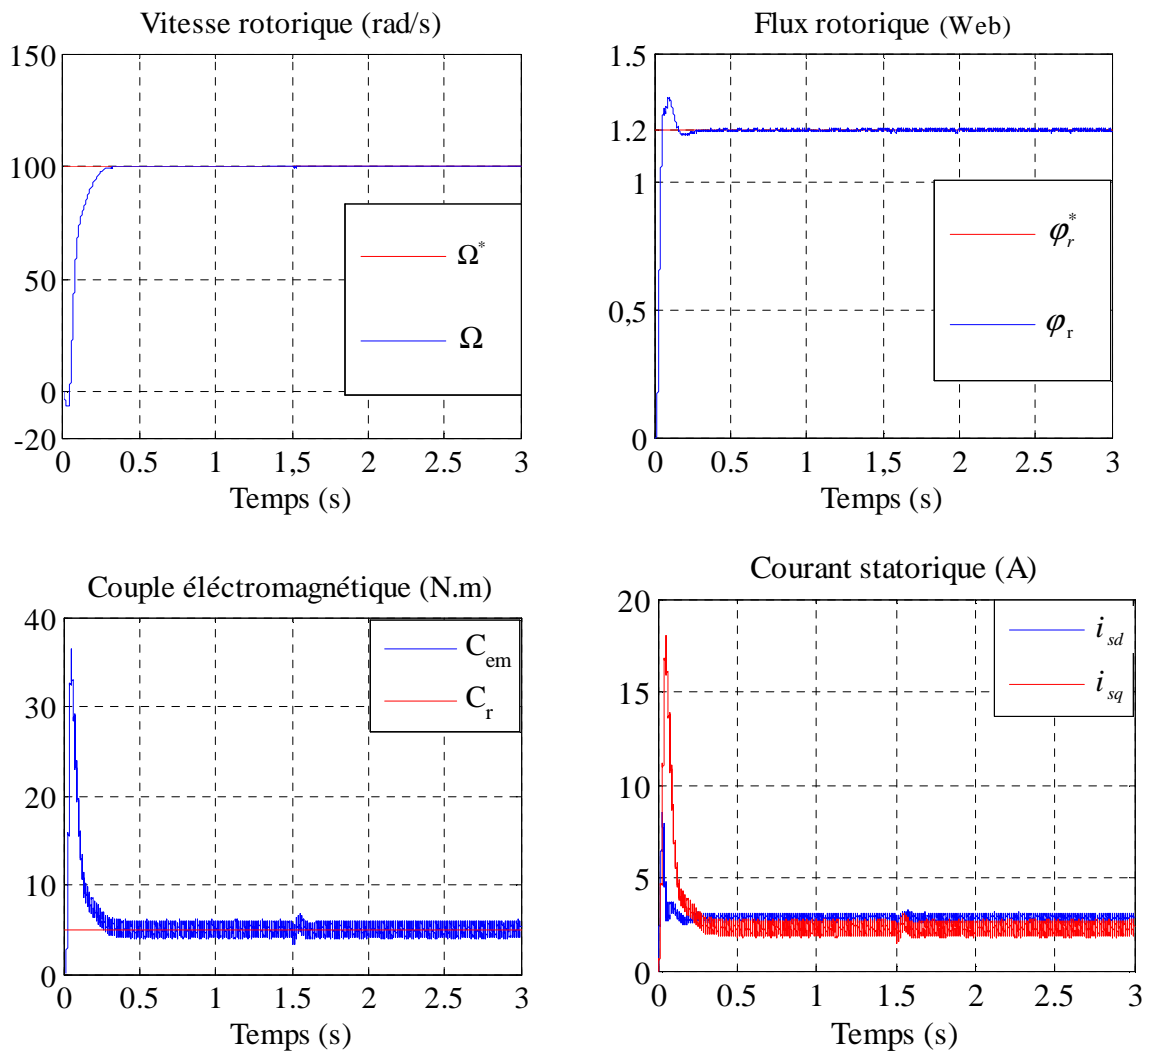 Vitesse rotorique (rad/s)
150
100
50
0
-20
0 0.5 1 1,5 2 2.5 3
Temps (s)
Ω*
Ω
Flux rotorique (Web)
1.5
1.2
1
0,5
0
0 0.5 1 1,5 2 2.5 3
Temps (s)
φr*
φr
Couple éléctromagnétique (N.m)
40
30
20
10
0
0 0.5 1 1.5 2 2.5 3
Temps (s)
Cem
Cr
Courant statorique (A)
20
15
10
5
0
0 0.5 1 1.5 2 2.5 3
Temps (s)
isd
isq